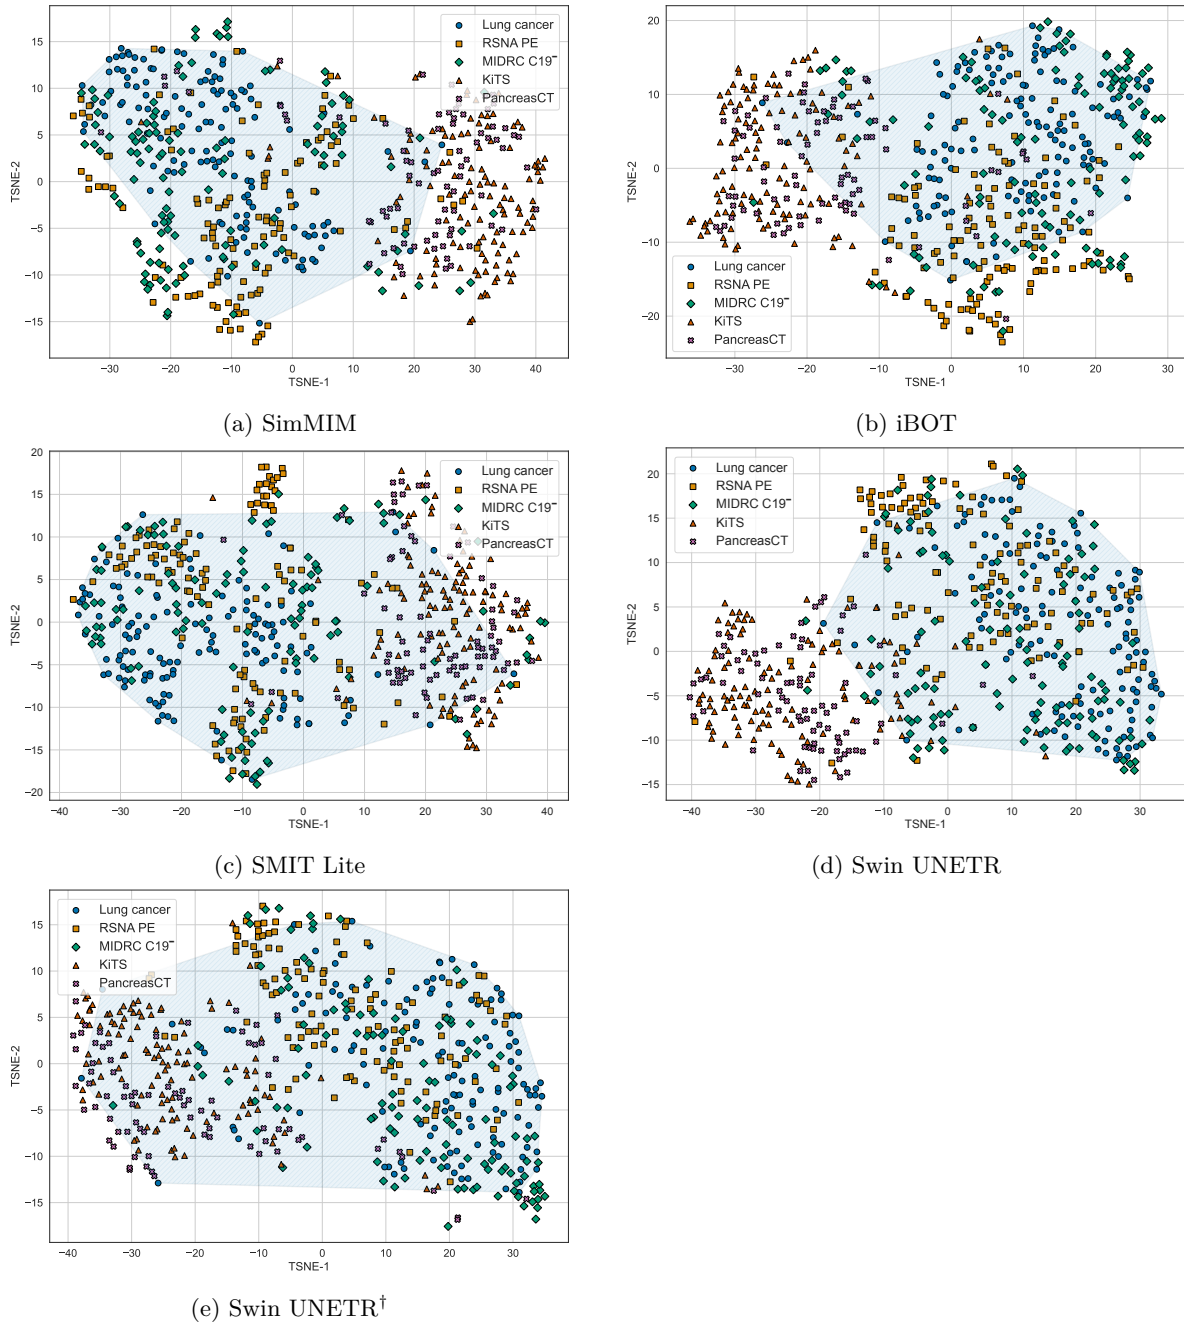 15
10
5
0
−5
−10
−15
TSNE-2
−30
−20
−10
0
10
20
30
40
TSNE-1
Lung cancer
RSNA PE
MIDRC C19⁻
KiTS
PancreasCT
(a) SimMIM
20
10
0
−10
−20
TSNE-2
−30
−20
−10
0
10
20
30
TSNE-1
Lung cancer
RSNA PE
MIDRC C19⁻
KiTS
PancreasCT
(b) iBOT
20
15
10
5
0
−5
−10
−15
−20
TSNE-2
−40
−30
−20
−10
0
10
20
30
40
TSNE-1
Lung cancer
RSNA PE
MIDRC C19⁻
KiTS
PancreasCT
(c) SMIT Lite
20
15
10
5
0
−5
−10
−15
TSNE-2
−40
−30
−20
−10
0
10
20
30
TSNE-1
Lung cancer
RSNA PE
MIDRC C19⁻
KiTS
PancreasCT
(d) Swin UNETR
15
10
5
0
−5
−10
−15
TSNE-2
−40
−30
−20
−10
0
10
20
30
TSNE-1
Lung cancer
RSNA PE
MIDRC C19⁻
KiTS
PancreasCT
(e) Swin UNETR†